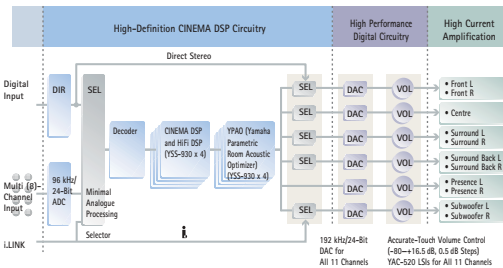 High-Definition CINEMA DSP Circuitry
High Performance
Digital Circuitry
High Current
Amplification
Direct Stereo
Digital
Input
DIR
SEL
SEL
DAC
VOL
• Front L
• Front R
SEL
DAC
VOL
• Centre
Decoder
CINEMA DSP
and HiFi DSP
(YSS-930 x 4)
YPAO (Yamaha
Parametric
Room Acoustic
Optimizer)
(YSS-930 x 4)
SEL
DAC
VOL
• Surround L
• Surround R
SEL
DAC
VOL
• Surround Back L
• Surround Back R
Multi (8)-
Channel
Input
96 kHz/
24-Bit
ADC
Minimal
Analogue
Processing
DAC
VOL
• Presence L
• Presence R
SEL
DAC
VOL
• Subwoofer L
• Subwoofer R
i.LINK
Selector
i.
192 kHz/24-Bit
DAC for
All 11 Channels
Accurate-Touch Volume Control
(-80—+16.5 dB, 0.5 dB Steps)
YAC-520 LSIs for All 11 Channels